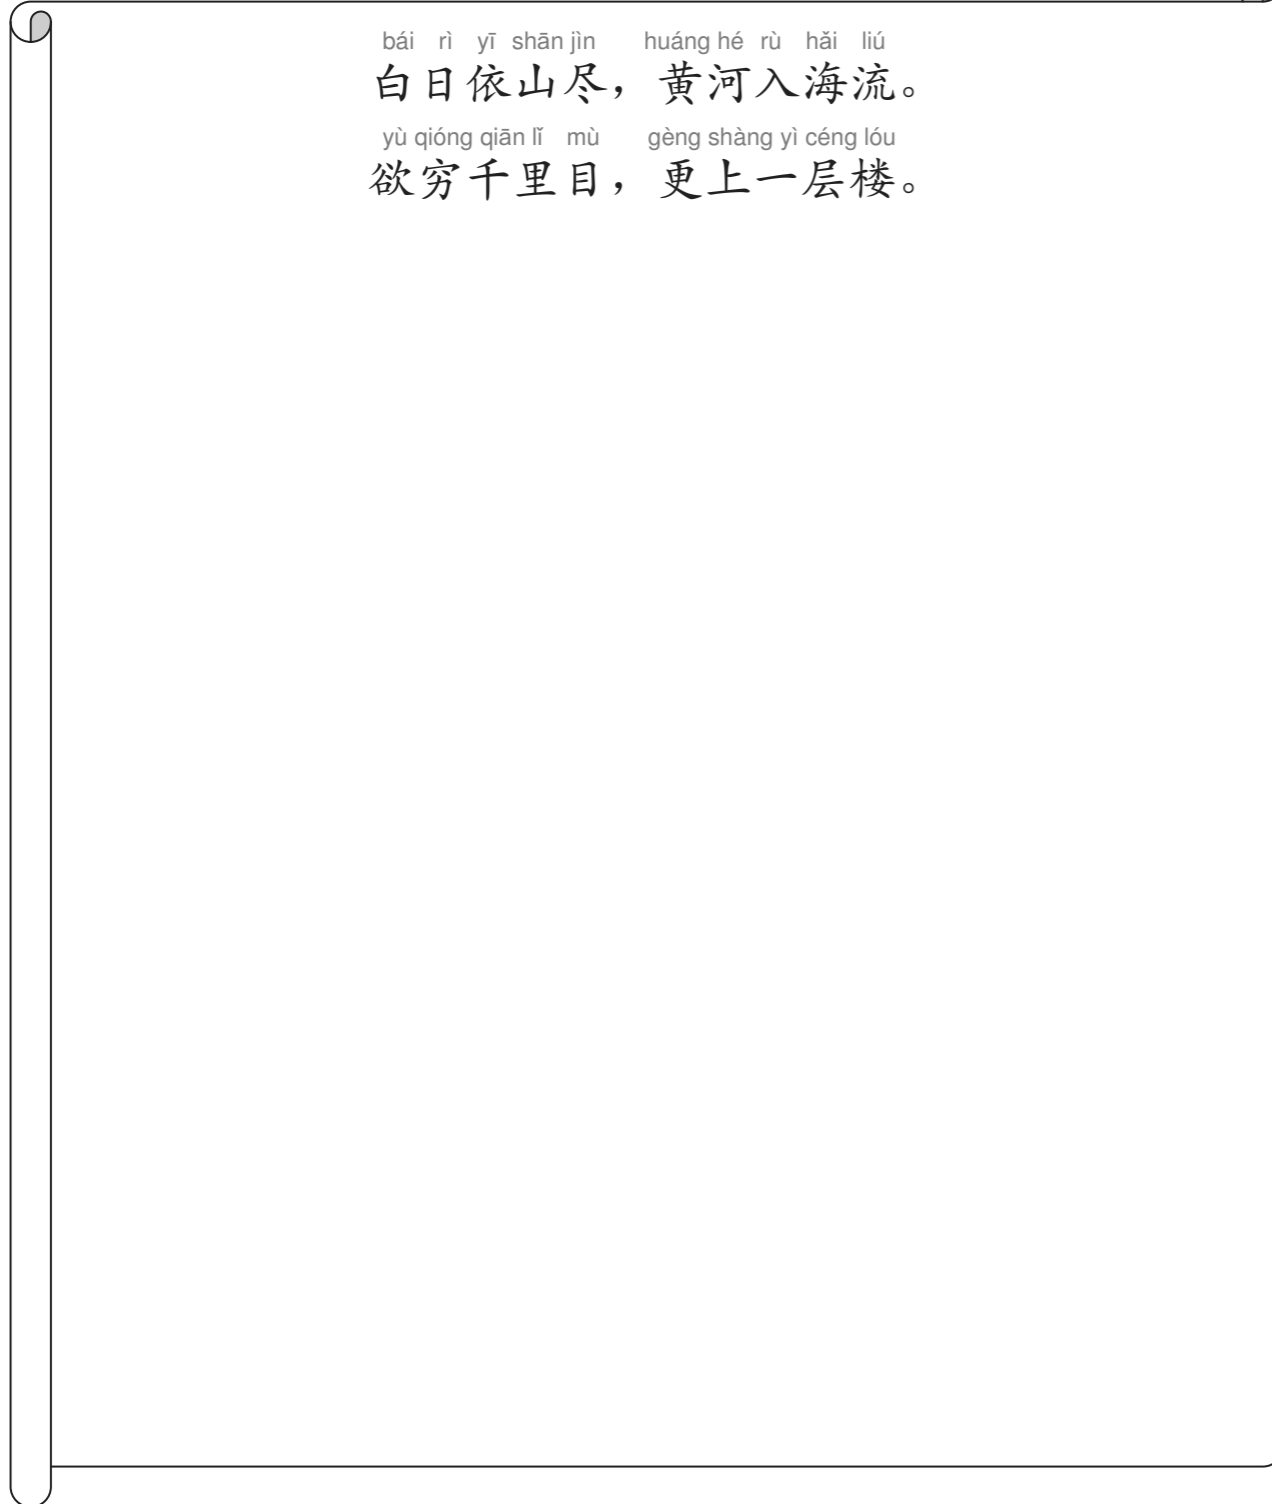 bái rì yī shān jìn huáng hé rù hǎi liú
白日依山尽，黄河入海流。
yù qióng qiān lǐ mù gèng shàng yì céng lóu
欲穷千里目，更上一层楼。